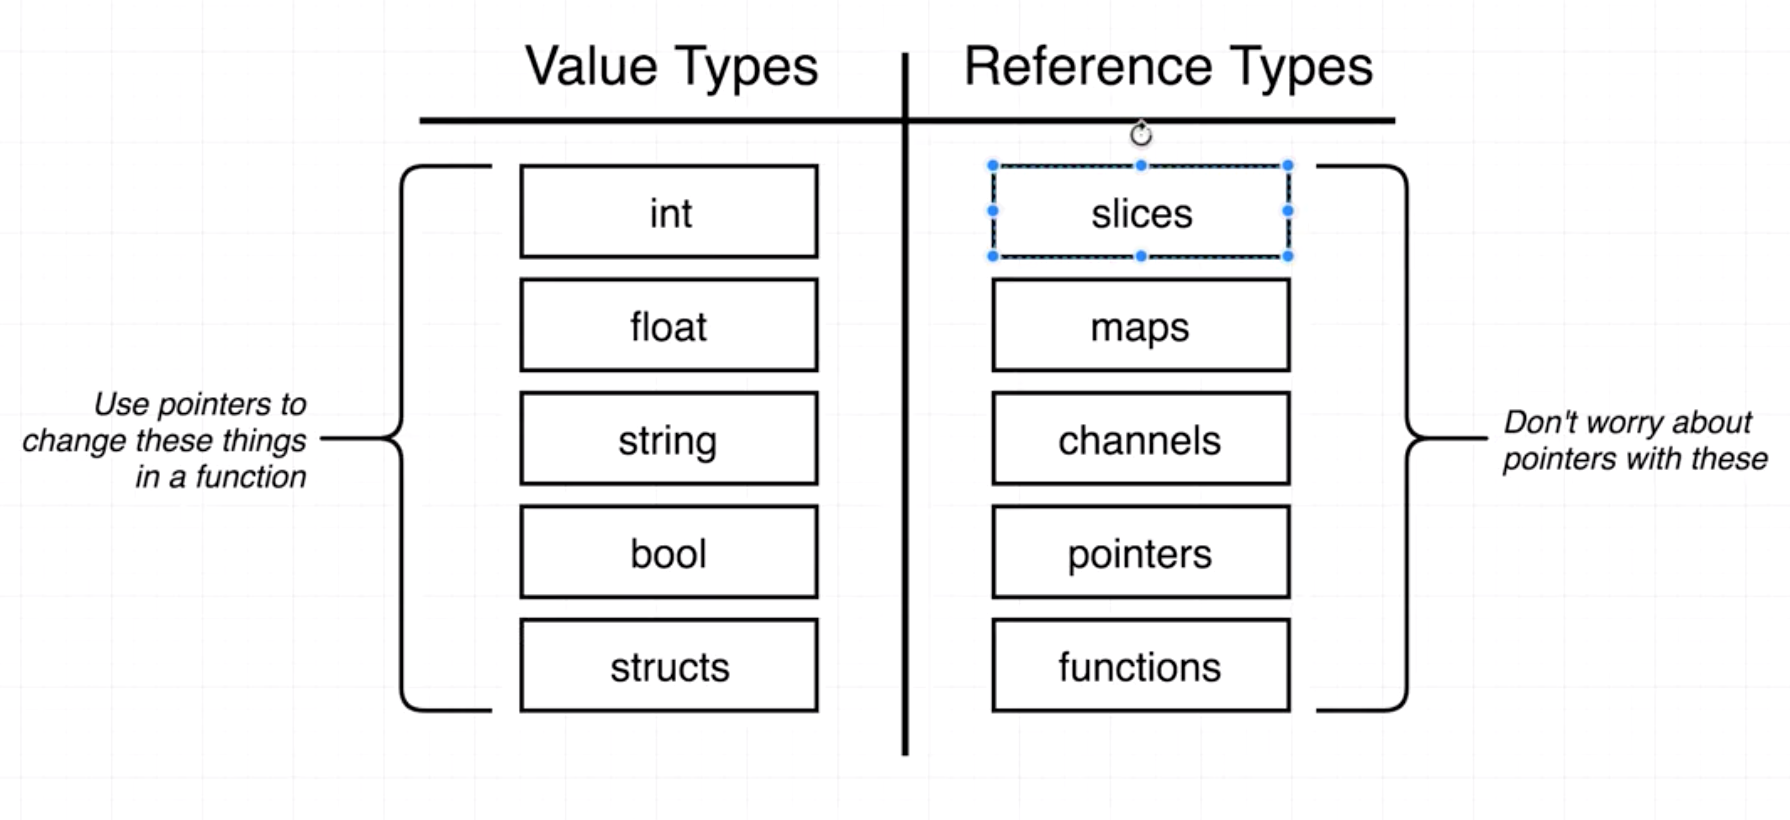 Value Types
Reference Types
int
slices
float
maps
Use pointers to
change these things
in a function
string
channels
Don't worry about
pointers with these
bool
pointers
structs
functions